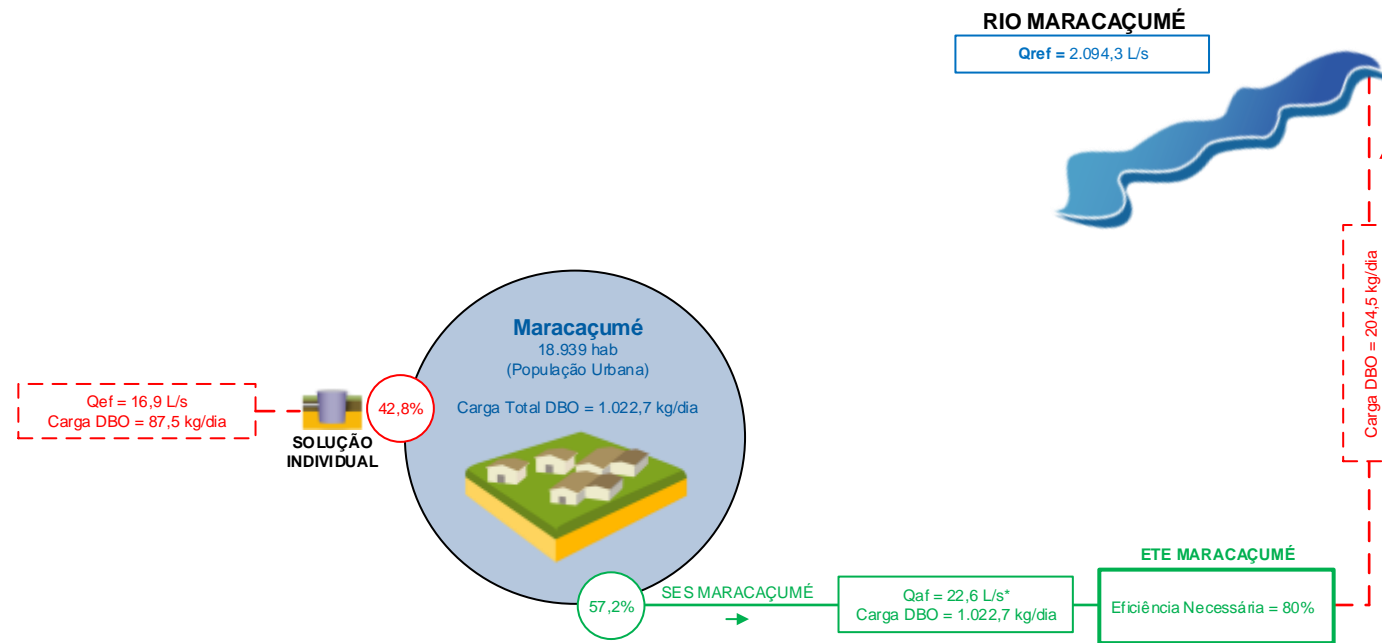 RIO MARACAÇUMÉ
Qref = 2.094,3 L/s
Carga DBO = 204,5 kg/dia
Maracaçumé
18.939 hab
(População Urbana)
Carga Total DBO = 1.022,7 kg/dia
42,8%
Qef = 16,9 L/s
Carga DBO = 87,5 kg/dia
SOLUÇÃO
INDIVIDUAL
57,2%
SES MARACAÇUMÉ
Qaf = 22,6 L/s*
Carga DBO = 1.022,7 kg/dia
ETE MARACAÇUMÉ
Eficiência Necessária = 80%